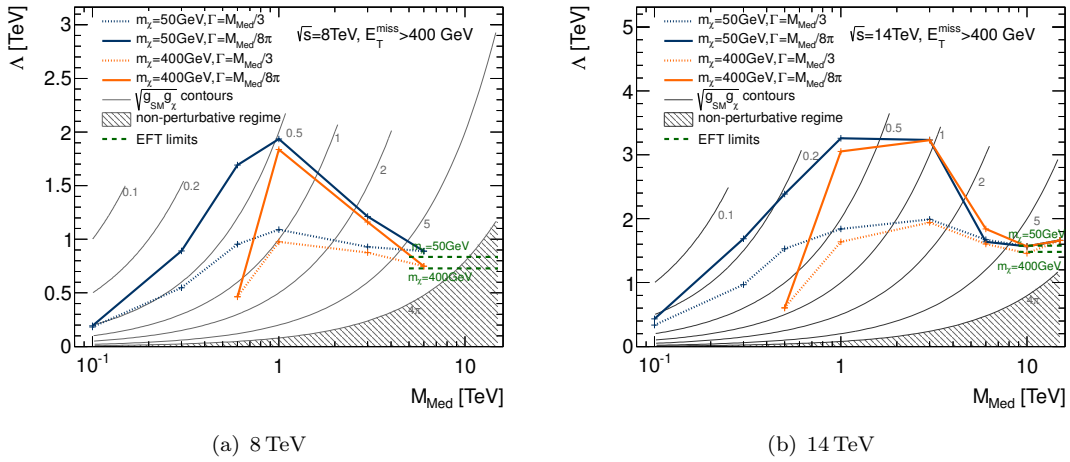 Λ [TeV]
3
2.5
2
1.5
1
0.5
0
m_χ=50GeV,Γ=M_Med/3
m_χ=50GeV,Γ=M_Med/8π
m_χ=400GeV,Γ=M_Med/3
m_χ=400GeV,Γ=M_Med/8π
√g_SM g_χ contours
non-perturbative regime
EFT limits
√s=8TeV, E_T^miss>400 GeV
0.1
0.2
0.5
1
2
5
4π
m_χ=50GeV
m_χ=400GeV
10⁻¹
1
10
M_Med [TeV]
(a) 8 TeV
Λ [TeV]
5
4
3
2
1
0
m_χ=50GeV,Γ=M_Med/3
m_χ=50GeV,Γ=M_Med/8π
m_χ=400GeV,Γ=M_Med/3
m_χ=400GeV,Γ=M_Med/8π
√g_SM g_χ contours
non-perturbative regime
EFT limits
√s=14TeV, E_T^miss>400 GeV
0.1
0.2
0.5
1
2
5
4π
m_χ=50GeV
m_χ=400GeV
10⁻¹
1
10
M_Med [TeV]
(b) 14 TeV